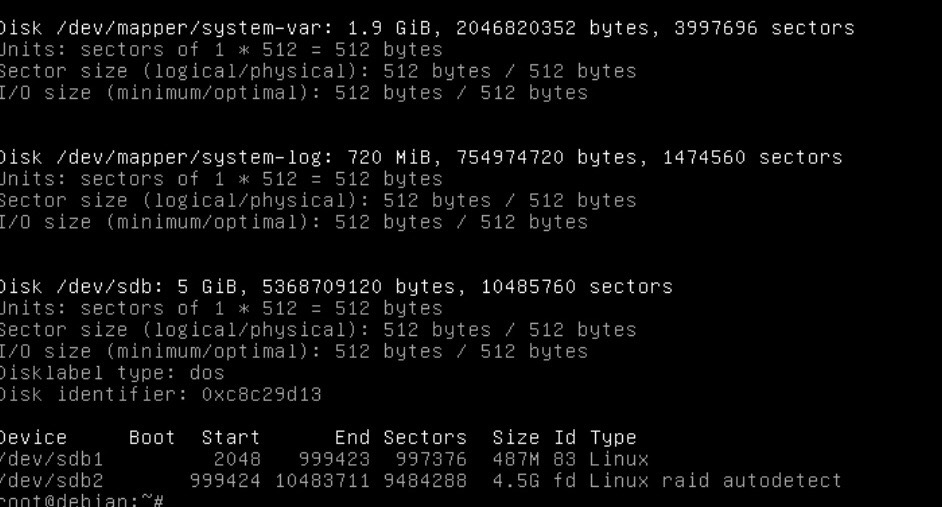 Disk /dev/mapper/system-var: 1.9 GiB, 2046820352 bytes, 3997696 sectors
Units: sectors of 1 * 512 = 512 bytes
Sector size (logical/physical): 512 bytes / 512 bytes
I/O size (minimum/optimal): 512 bytes / 512 bytes
Disk /dev/mapper/system-log: 720 MiB, 754974720 bytes, 1474560 sectors
Units: sectors of 1 * 512 = 512 bytes
Sector size (logical/physical): 512 bytes / 512 bytes
I/O size (minimum/optimal): 512 bytes / 512 bytes
Disk /dev/sdb: 5 GiB, 5368709120 bytes, 10485760 sectors
Units: sectors of 1 * 512 = 512 bytes
Sector size (logical/physical): 512 bytes / 512 bytes
I/O size (minimum/optimal): 512 bytes / 512 bytes
Disklabel type: dos
Disk identifier: 0xc8c29d13
Device Boot Start End Sectors Size Id Type
/dev/sdb1 2048 999423 997376 487M 83 Linux
/dev/sdb2 999424 10483711 9484288 4.5G fd Linux raid autodetect
root@debian:~#